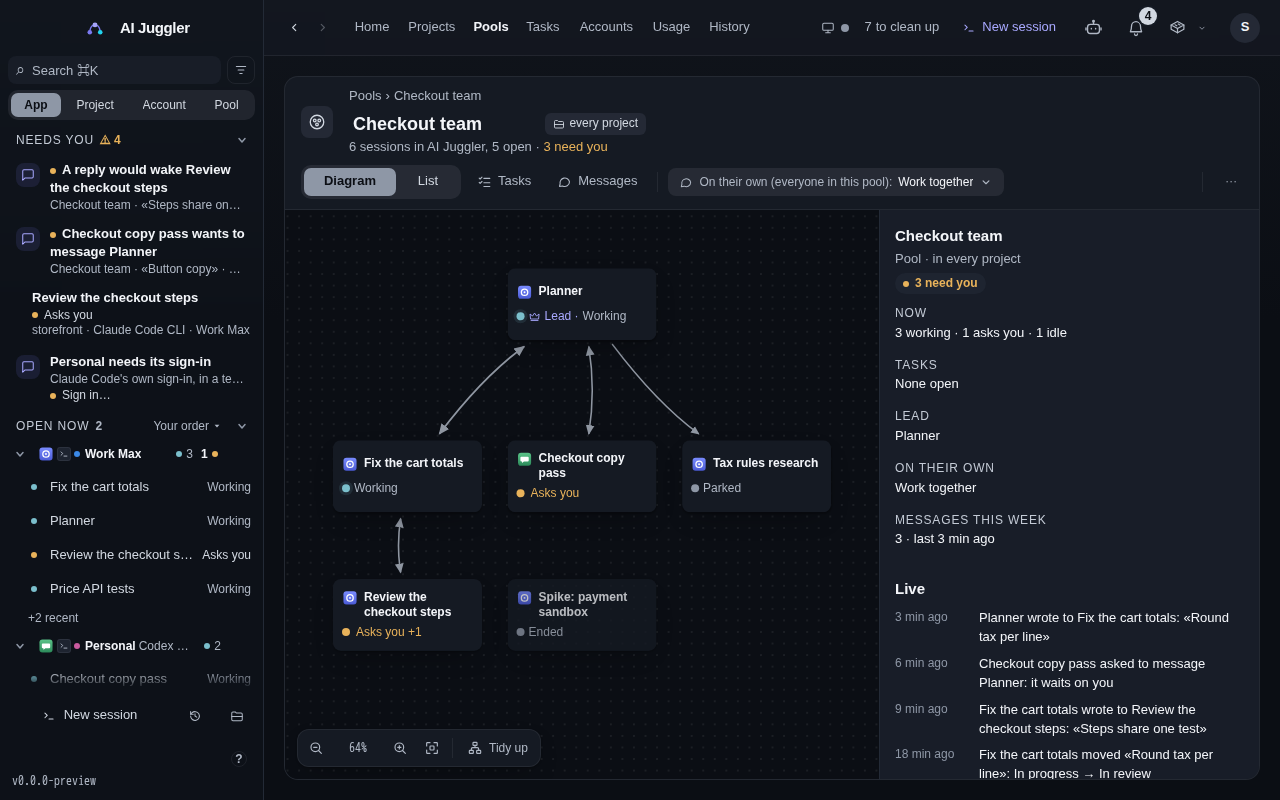 AI Juggler
Search ⌘K
App
Project
Account
Pool
NEEDS YOU 4
A reply would wake Review the checkout steps
Checkout team · «Steps share on…
Checkout copy pass wants to message Planner
Checkout team · «Button copy» · …
Review the checkout steps
Asks you
storefront · Claude Code CLI · Work Max
Personal needs its sign-in
Claude Code's own sign-in, in a te…
Sign in…
OPEN NOW 2
Your order
Work Max
3
1
Fix the cart totals
Working
Planner
Working
Review the checkout s…
Asks you
Price API tests
Working
+2 recent
Personal Codex …
2
Checkout copy pass
Working
New session
?
v0.0.0-preview
Home
Projects
Pools
Tasks
Accounts
Usage
History
7 to clean up
New session
4
S
Pools › Checkout team
Checkout team
every project
6 sessions in AI Juggler, 5 open · 3 need you
Diagram
List
Tasks
Messages
On their own (everyone in this pool): Work together
Planner
Lead · Working
Fix the cart totals
Working
Checkout copy pass
Asks you
Tax rules research
Parked
Review the checkout steps
Asks you +1
Spike: payment sandbox
Ended
64%
Tidy up
Checkout team
Pool · in every project
3 need you
NOW
3 working · 1 asks you · 1 idle
TASKS
None open
LEAD
Planner
ON THEIR OWN
Work together
MESSAGES THIS WEEK
3 · last 3 min ago
Live
3 min ago
Planner wrote to Fix the cart totals: «Round tax per line»
6 min ago
Checkout copy pass asked to message Planner: it waits on you
9 min ago
Fix the cart totals wrote to Review the checkout steps: «Steps share one test»
18 min ago
Fix the cart totals moved «Round tax per line»: In progress → In review